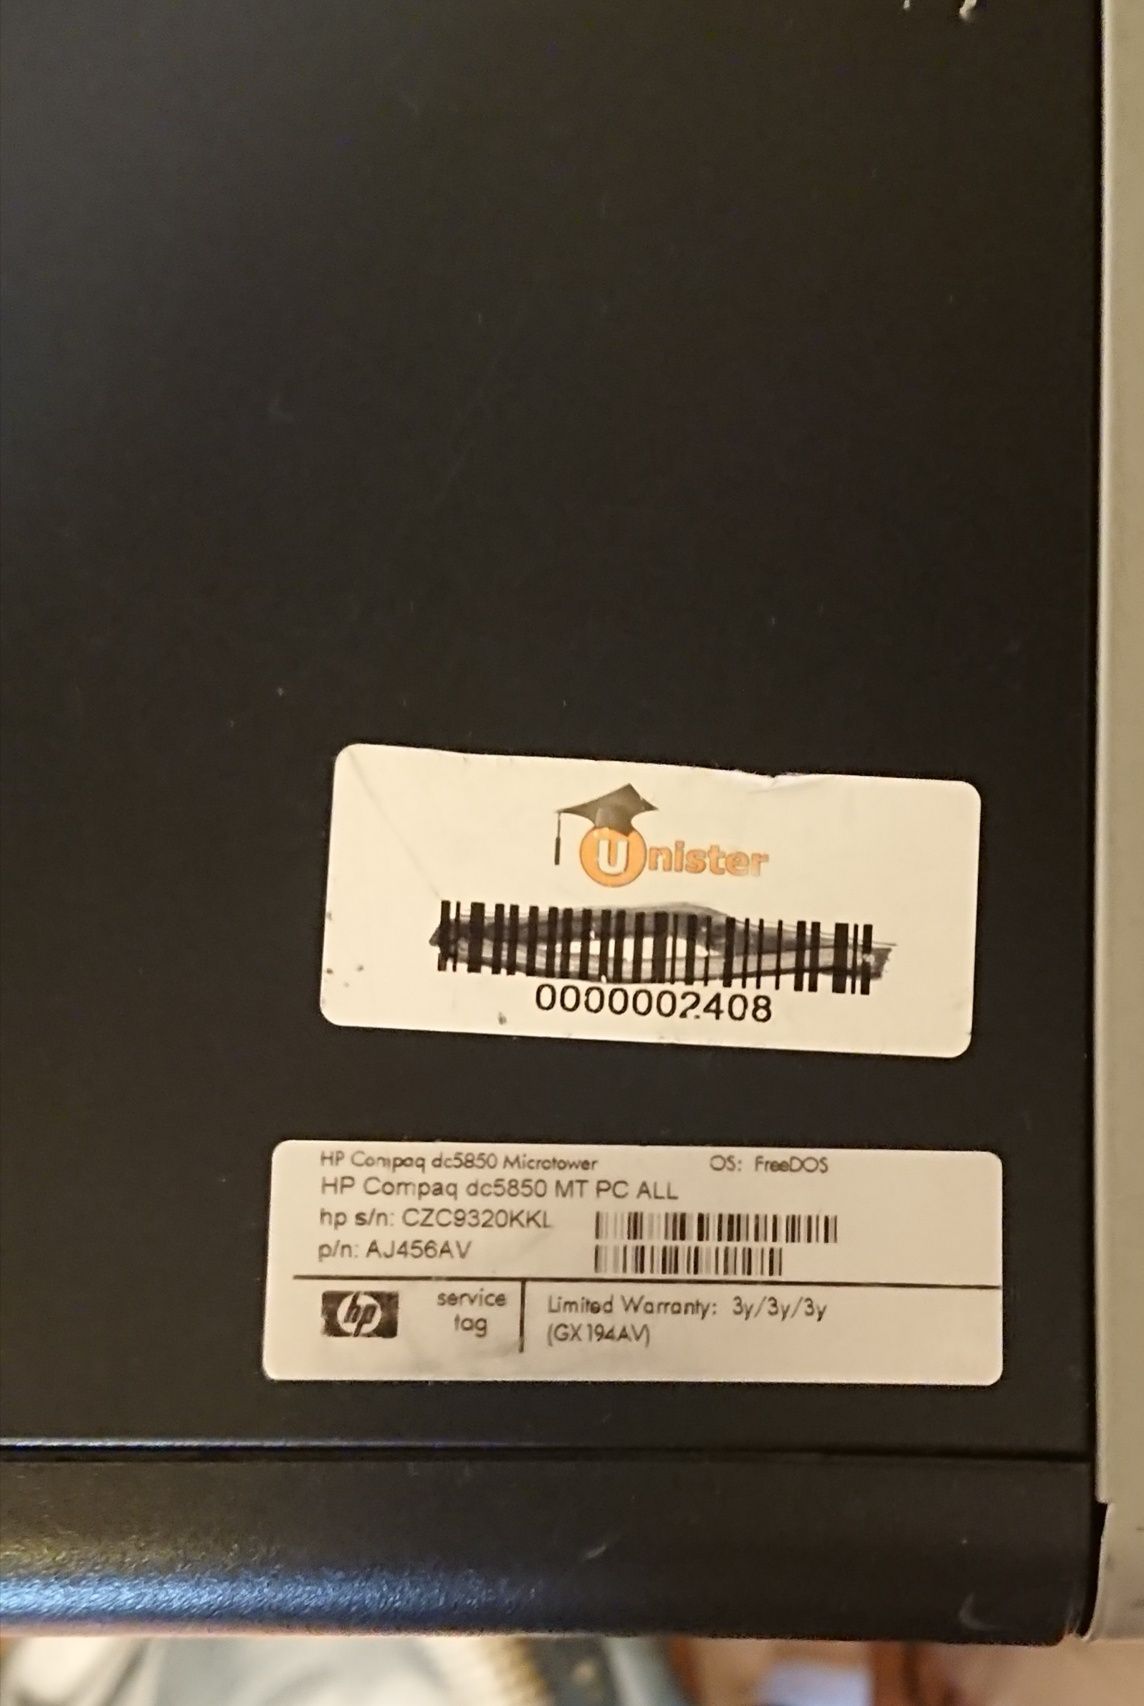 Unister
0000002408
HP Compaq dc5850 Microtower OS: FreeDOS
HP Compaq dc5850 MT PC ALL
hp s/n: CZC9320KKL
p/n: AJ456AV
hp
service
tag
Limited Warranty: 3y/3y/3y
(GX194AV)